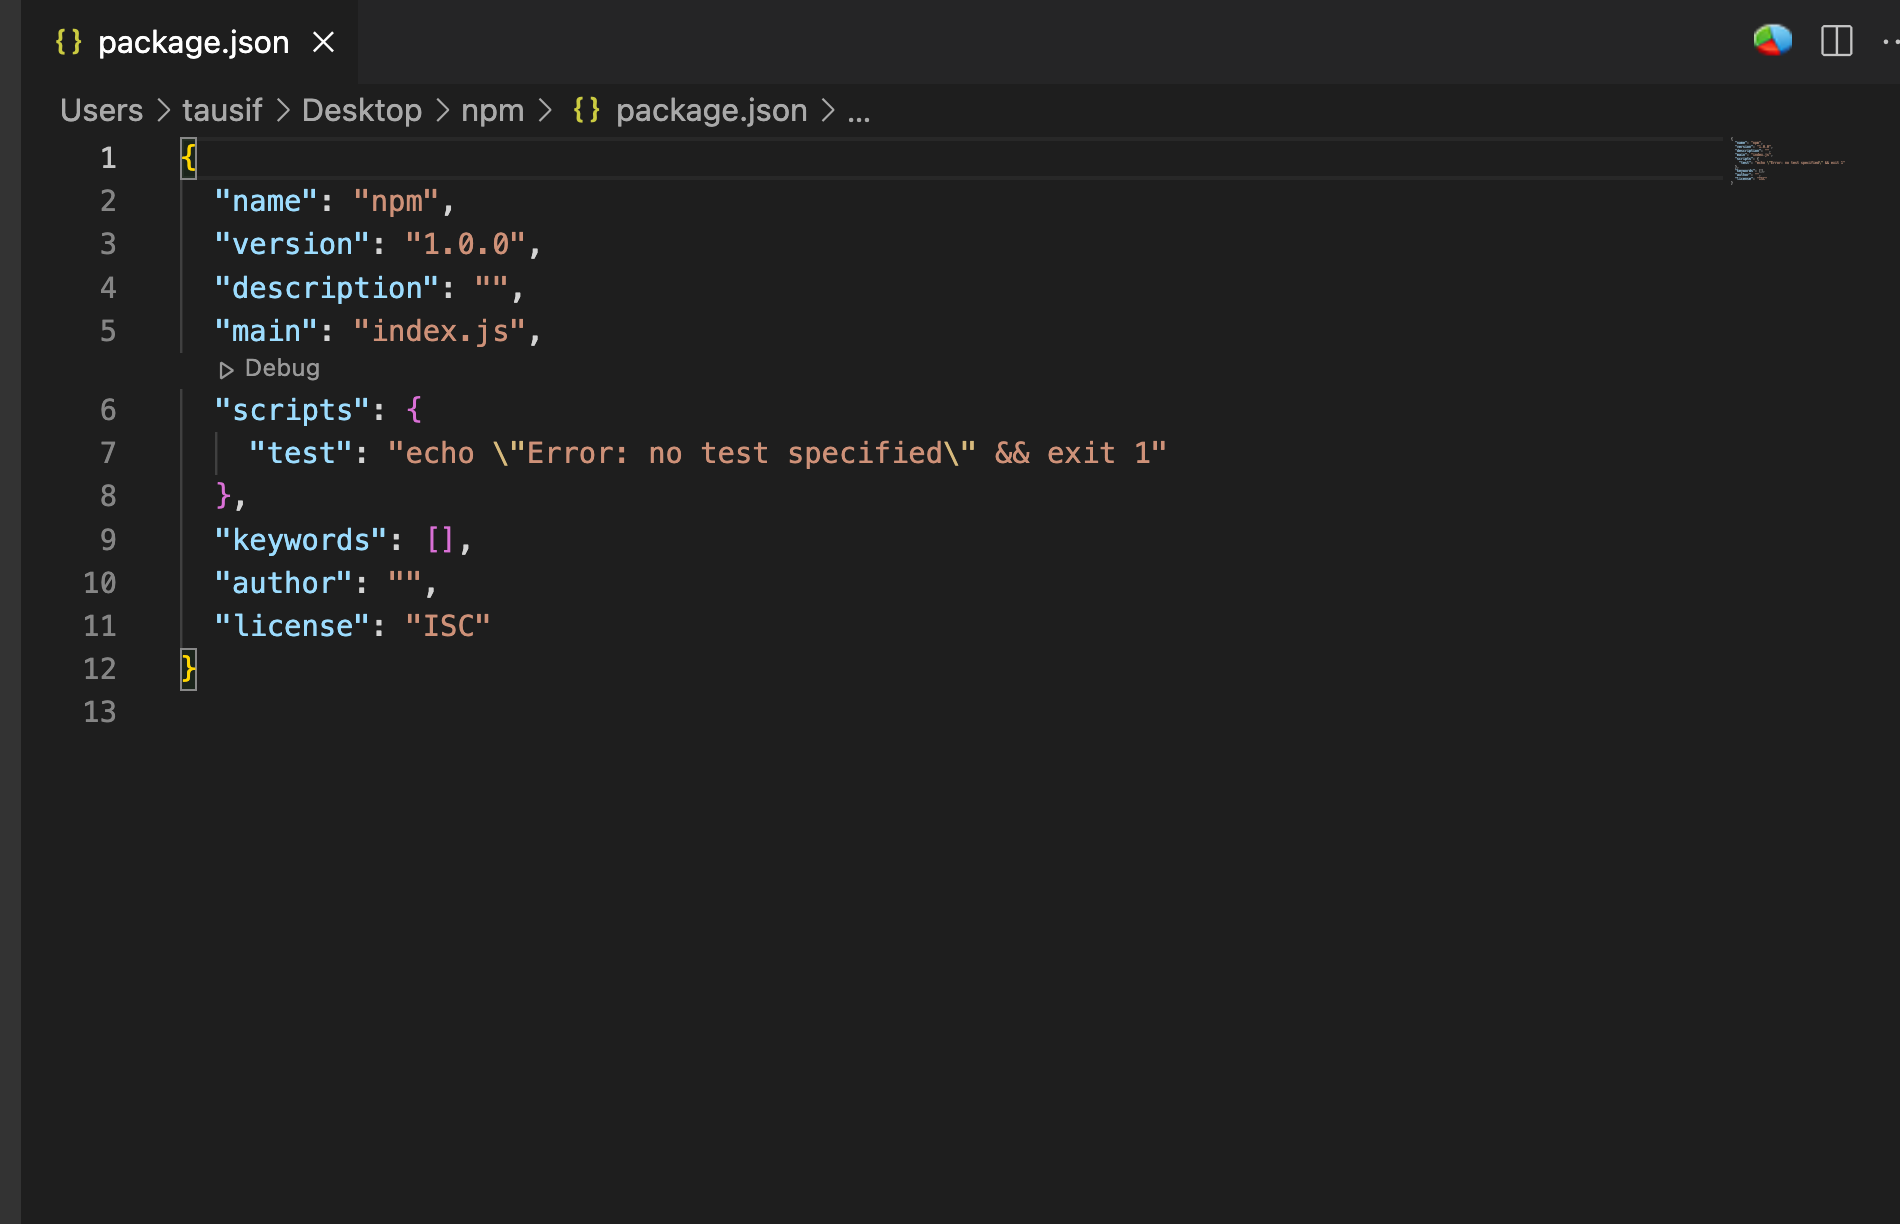 {} package.json ×
Users > tausif > Desktop > npm > {} package.json > ...
1 {
2 "name": "npm",
3 "version": "1.0.0",
4 "description": "",
5 "main": "index.js",
Debug
6 "scripts": {
7 "test": "echo \"Error: no test specified\" && exit 1"
8 },
9 "keywords": [],
10 "author": "",
11 "license": "ISC"
12 }
13